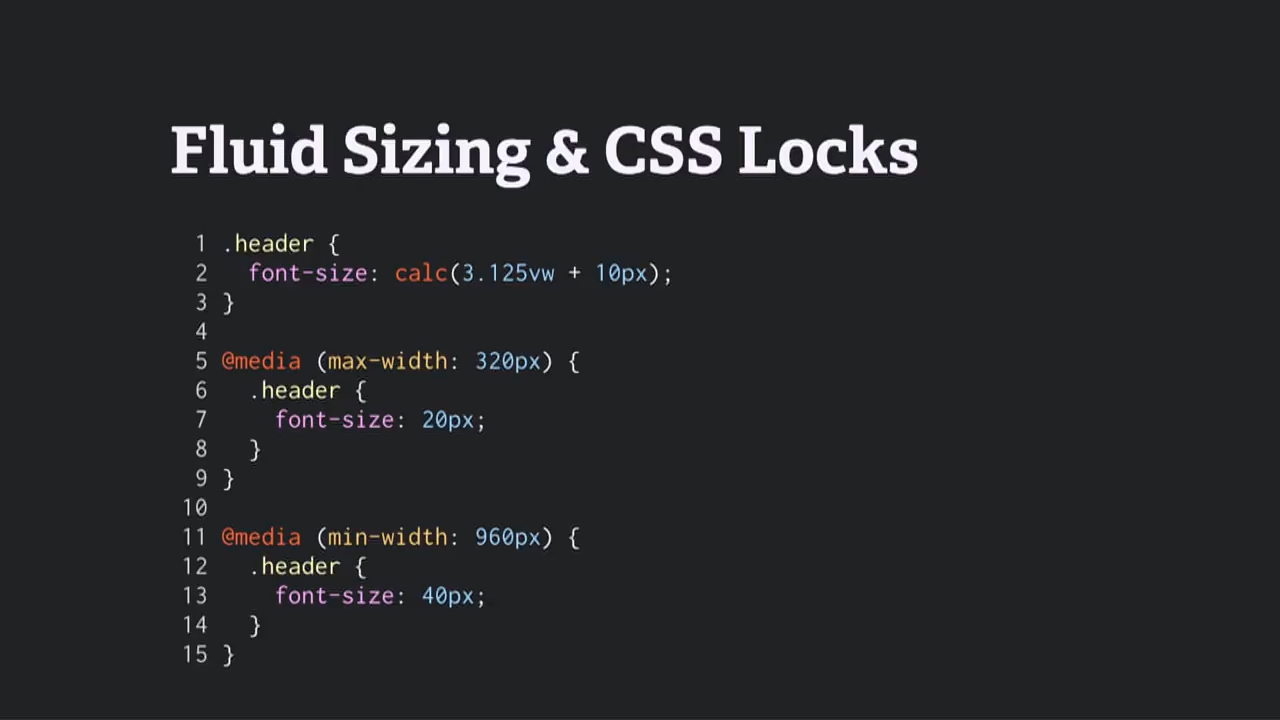 Fluid Sizing & CSS Locks
1 .header {
2   font-size: calc(3.125vw + 10px);
3 }
4
5 @media (max-width: 320px) {
6   .header {
7     font-size: 20px;
8   }
9 }
10
11 @media (min-width: 960px) {
12   .header {
13     font-size: 40px;
14   }
15 }